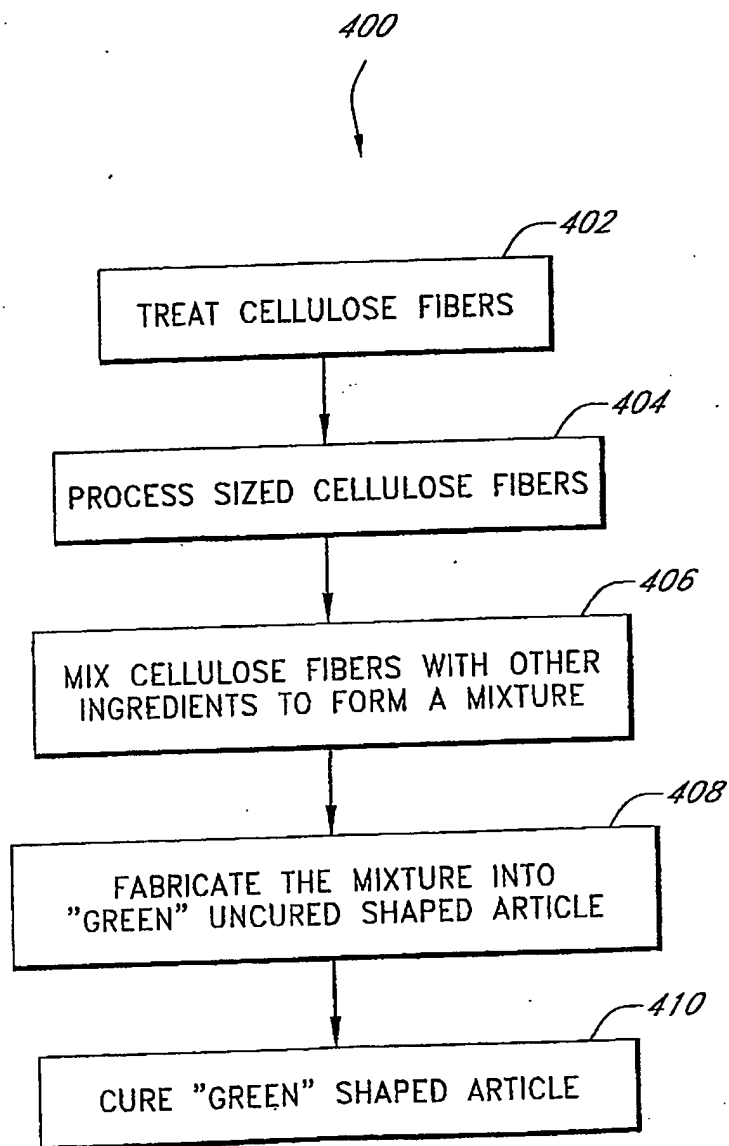 400
402
TREAT CELLULOSE FIBERS
404
PROCESS SIZED CELLULOSE FIBERS
406
MIX CELLULOSE FIBERS WITH OTHER
INGREDIENTS TO FORM A MIXTURE
408
FABRICATE THE MIXTURE INTO
"GREEN" UNCURED SHAPED ARTICLE
410
CURE "GREEN" SHAPED ARTICLE